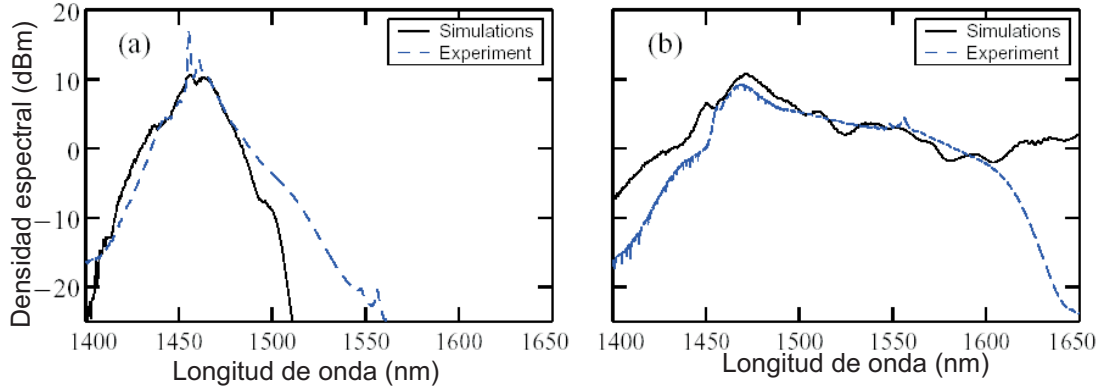 20
10
0
−10
−20
Densidad espectral (dBm)
(a)
Simulations
Experiment
1400 1450 1500 1550 1600 1650
Longitud de onda (nm)
(b)
Simulations
Experiment
1400 1450 1500 1550 1600 1650
Longitud de onda (nm)